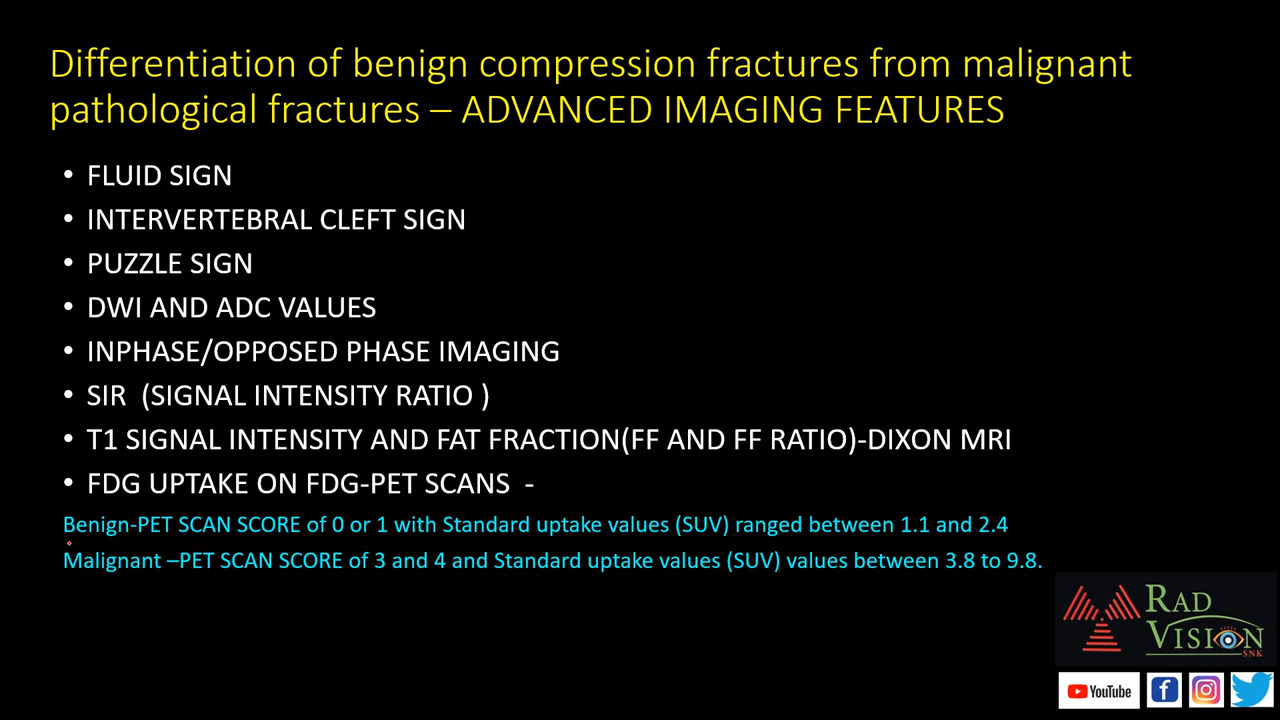 Differentiation of benign compression fractures from malignant
pathological fractures – ADVANCED IMAGING FEATURES
• FLUID SIGN
• INTERVERTEBRAL CLEFT SIGN
• PUZZLE SIGN
• DWI AND ADC VALUES
• INPHASE/OPPOSED PHASE IMAGING
• SIR (SIGNAL INTENSITY RATIO )
• T1 SIGNAL INTENSITY AND FAT FRACTION(FF AND FF RATIO)-DIXON MRI
• FDG UPTAKE ON FDG-PET SCANS -
Benign-PET SCAN SCORE of 0 or 1 with Standard uptake values (SUV) ranged between 1.1 and 2.4
Malignant –PET SCAN SCORE of 3 and 4 and Standard uptake values (SUV) values between 3.8 to 9.8.
RAD
VISION
SNK
YouTube